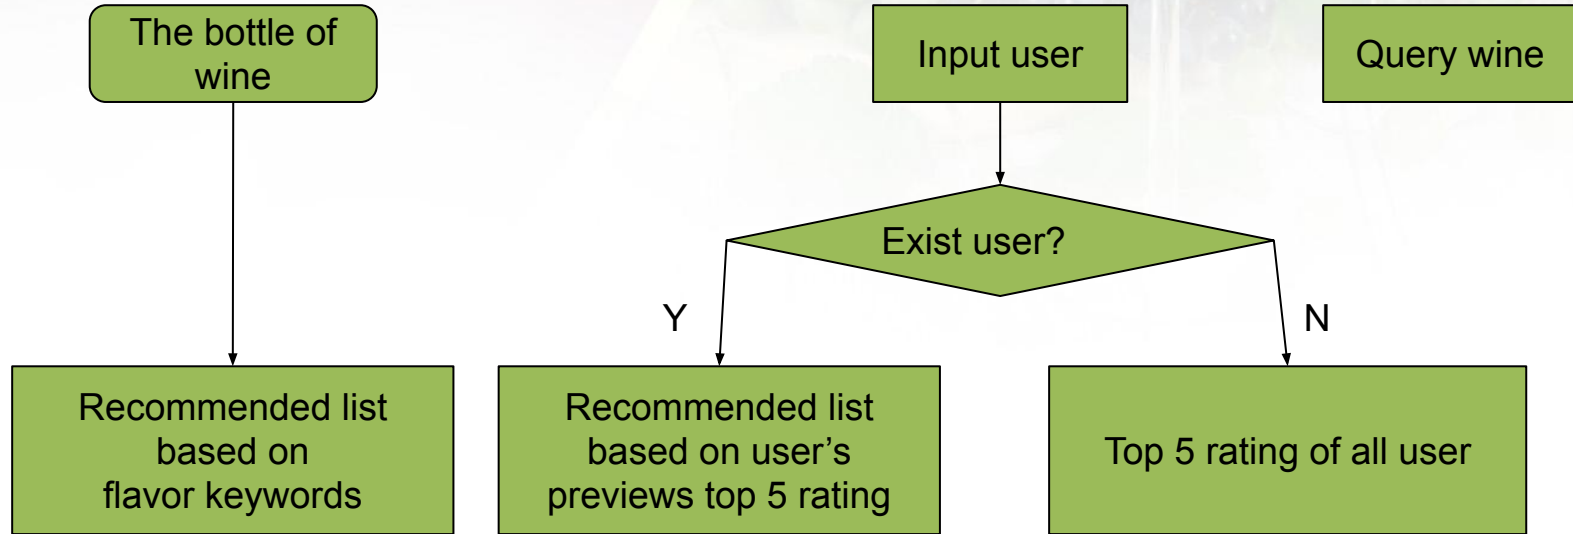 The bottle of
wine
Input user
Query wine
Exist user?
Y
N
Recommended list
based on
flavor keywords
Recommended list
based on user’s
previews top 5 rating
Top 5 rating of all user